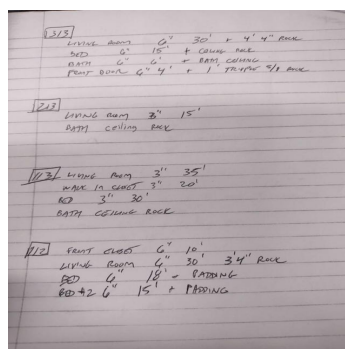 313
LIVING ROOM 6" 30' + 4' 4" ROCK
BED 6" 15' + CEILING ROCK
BATH 6" 6' + BATH CEILING
FRONT DOOR 6" 4' + 1' 5/8 ROCK
213
LIVING ROOM 3" 15'
BATH CEILING ROCK
113
LIVING ROOM 3" 35'
WALK IN CLOSET 3" 20'
BED 3" 30'
BATH CEILING ROCK
112
FRONT CLOSET 6" 10'
LIVING ROOM 6" 30' 3'4" ROCK
BED 6" 18' + PADDING
BED #2 6" 15' + PADDING